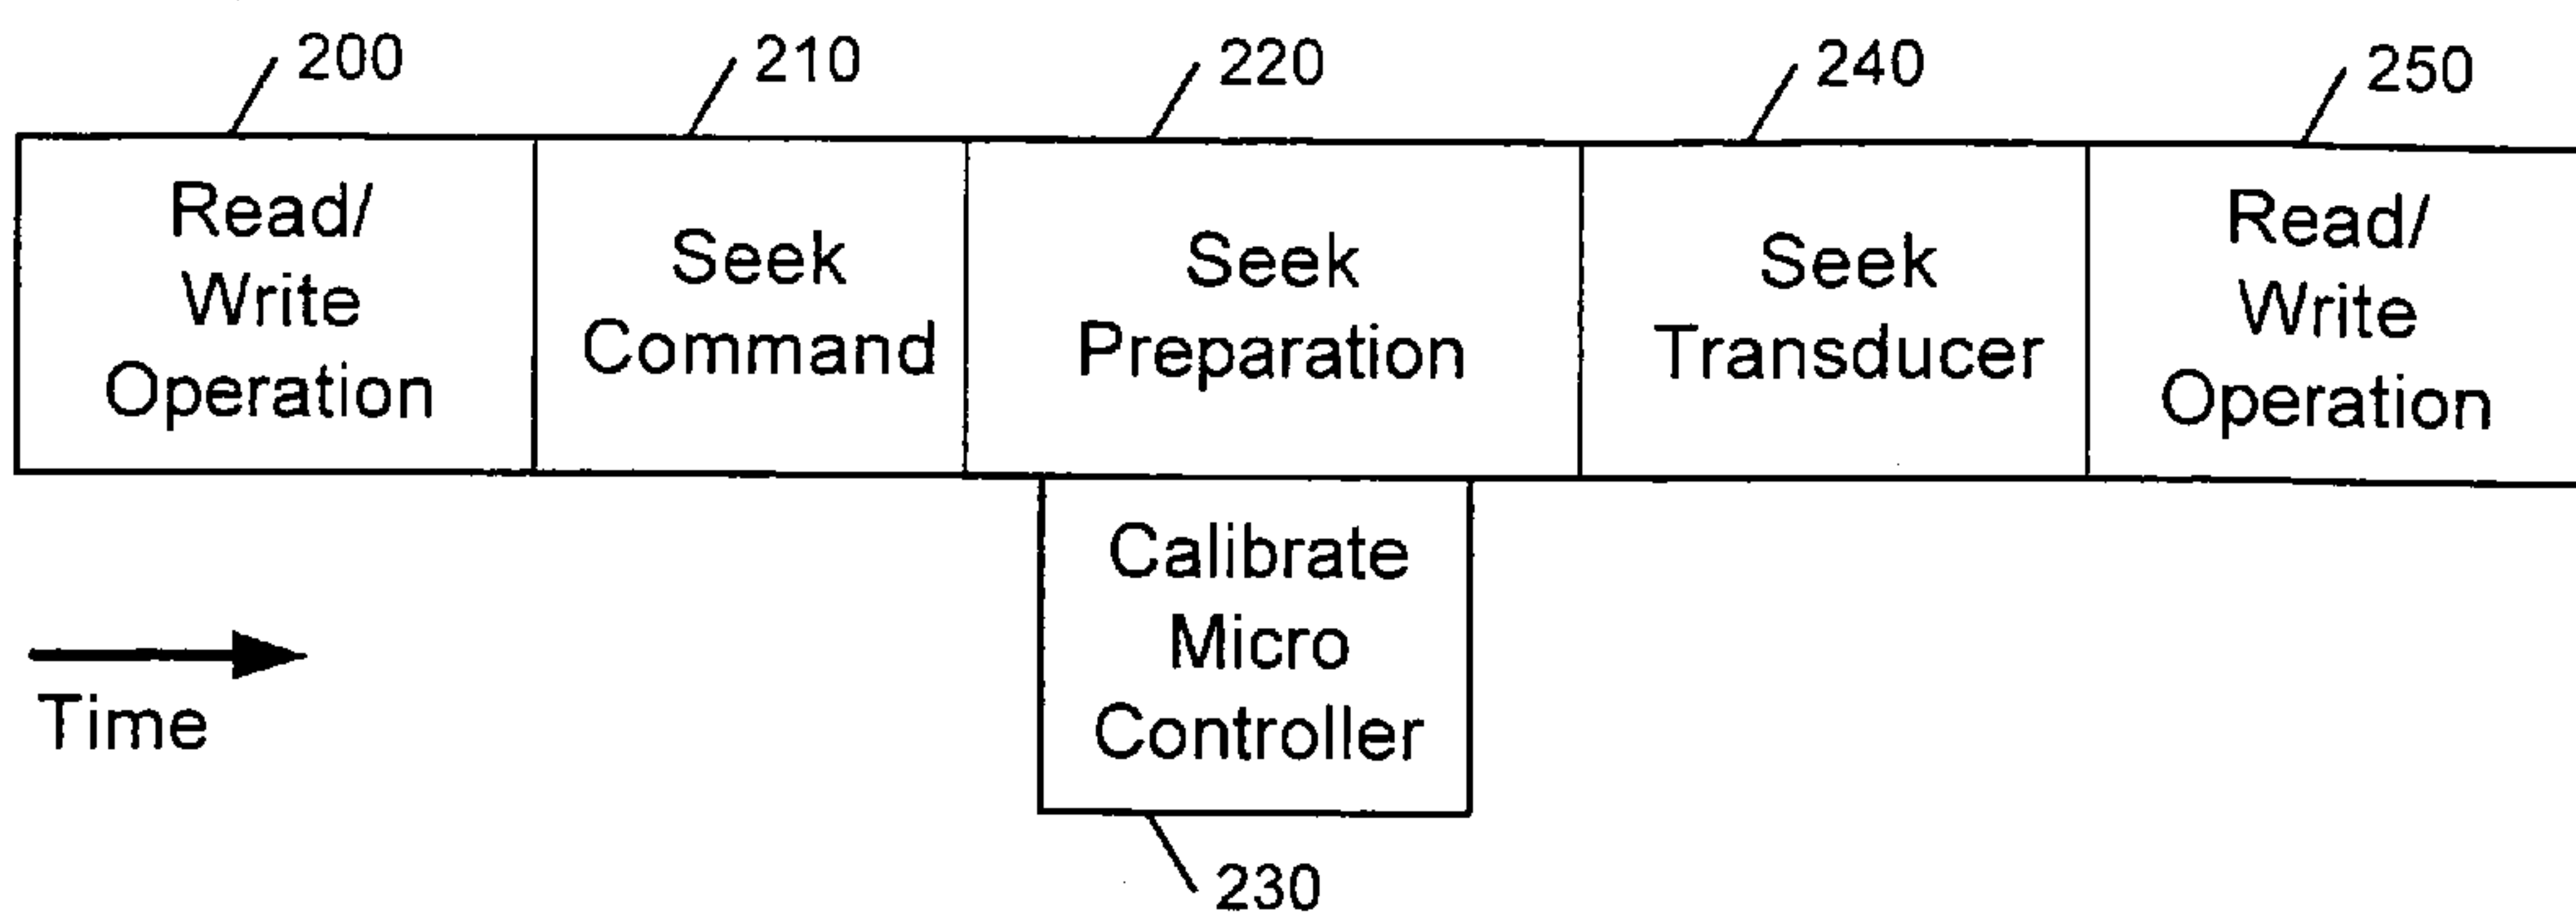 200
210
220
240
250
Read/
Write
Operation
Seek
Command
Seek
Preparation
Seek
Transducer
Read/
Write
Operation
Calibrate
Micro
Controller
Time
230